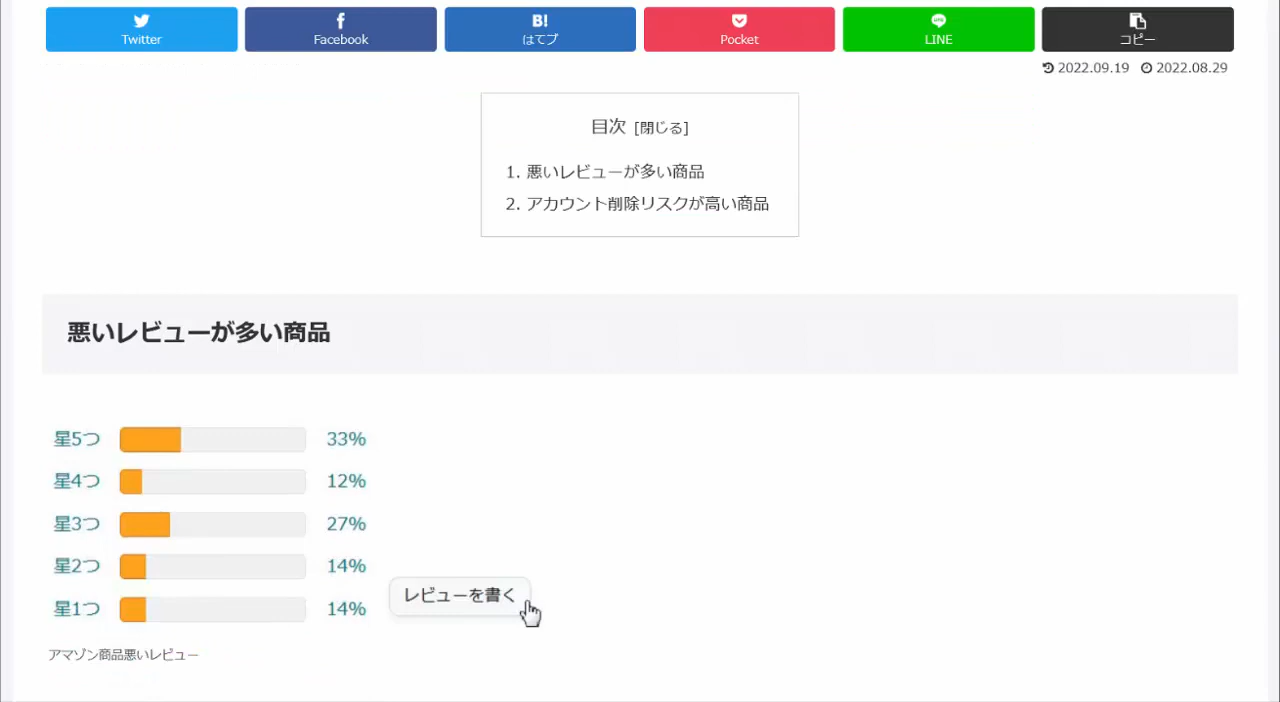 Twitter
Facebook
B!
はてブ
Pocket
LINE
コピー
2022.09.19 2022.08.29
目次 [閉じる]
1. 悪いレビューが多い商品
2. アカウント削除リスクが高い商品
悪いレビューが多い商品
星5つ 33%
星4つ 12%
星3つ 27%
星2つ 14%
星1つ 14%
レビューを書く
アマゾン商品悪いレビュー